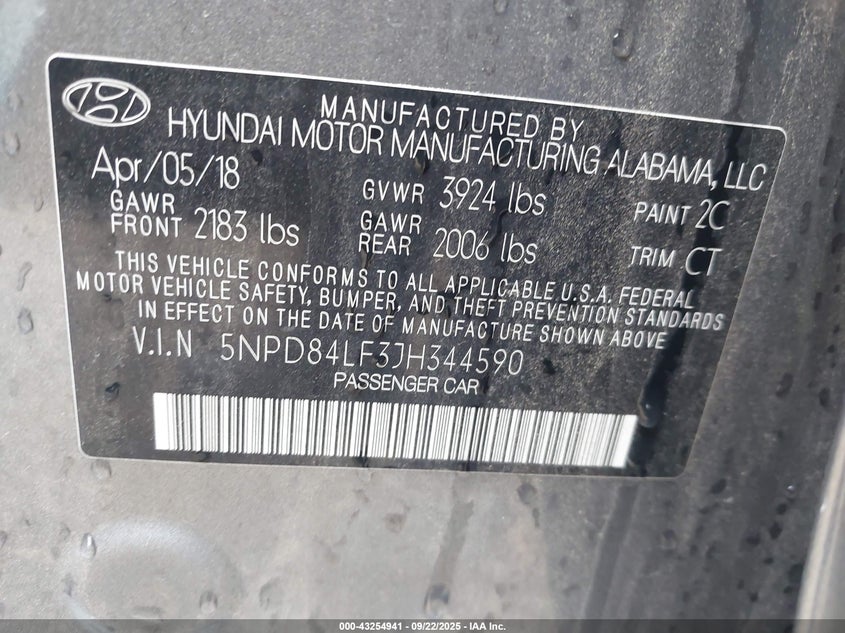 MANUFACTURED BY
HYUNDAI MOTOR MANUFACTURING ALABAMA, LLC
Apr/05/18 GVWR 3924 lbs PAINT 2C
GAWR FRONT 2183 lbs GAWR REAR 2006 lbs TRIM CT
THIS VEHICLE CONFORMS TO ALL APPLICABLE U.S.A. FEDERAL
MOTOR VEHICLE SAFETY, BUMPER, AND THEFT PREVENTION STANDARDS
IN EFFECT ON THE DATE OF MANUFACTURE SHOWN ABOVE
V.I.N 5NPD84LF3JH344590
PASSENGER CAR
000-43254941 - 09/22/2025 - IAA Inc.